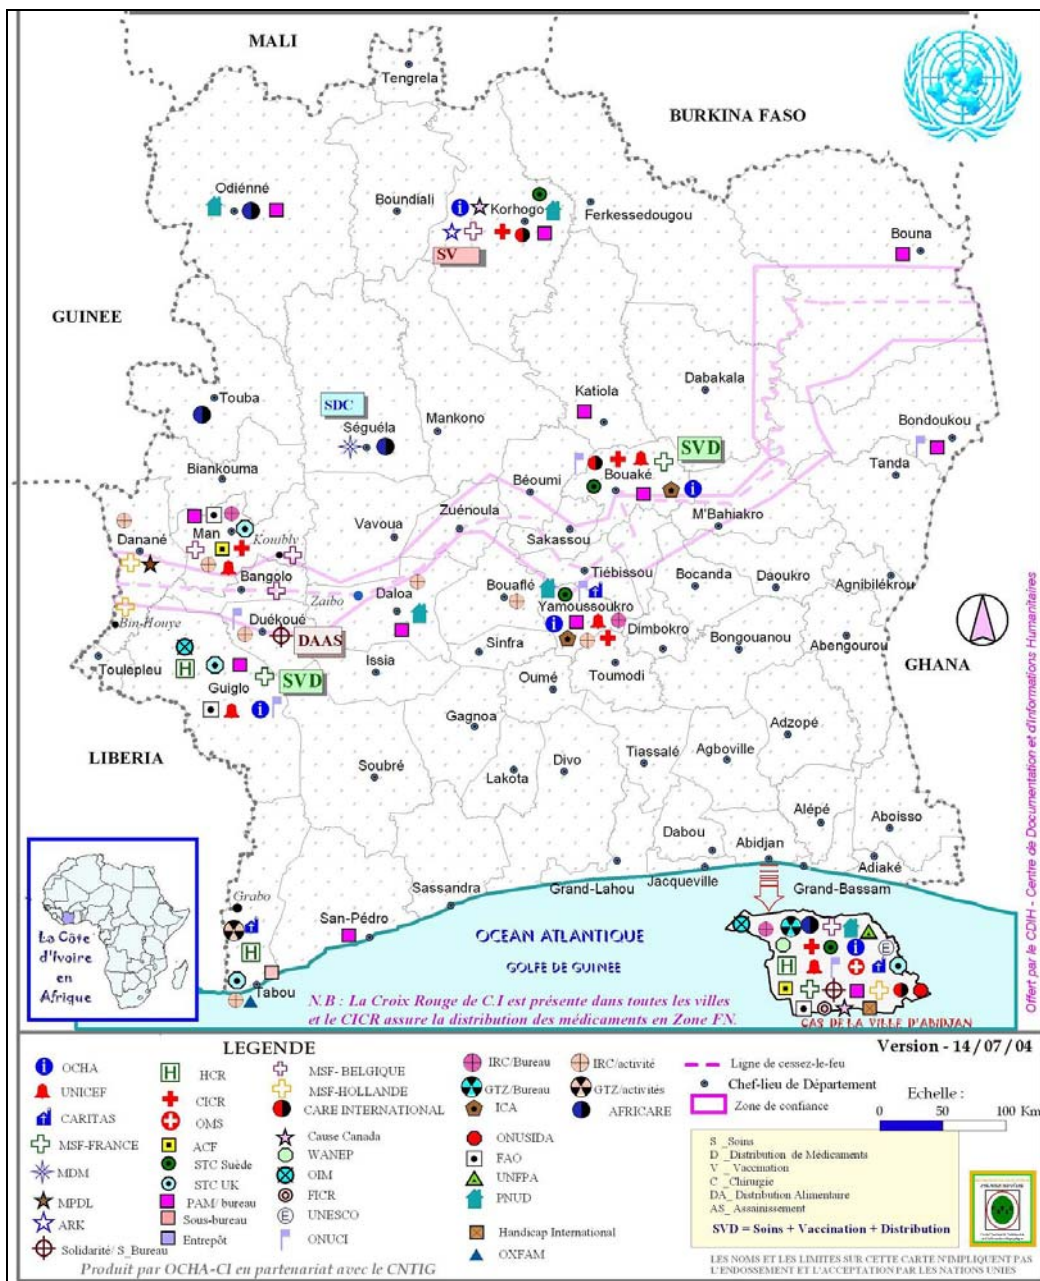 MALI
Tengrela
BURKINA FASO
Odiénné
Boundiali
Korhogo
Ferkessedougou
SV
Bouna
GUINEE
Touba
SDC
Séguéla
Mankono
Katiola
Dabakala
Bondoukou
Biankouma
SVD
Tanda
Béoumi
Bouaké
Zuénoula
M'Bahiakro
Vavoua
Sakassou
Danané
Man
Kouibly
Bangolo
Zaibo
Daloa
Bouaflé
Tiébissou
Bocanda
Daoukro
Agnibilékrou
Yamoussoukro
Bin-Houye
Duékoué
DAAS
Sinfra
Dimbokro
Bongouanou
Abengourou
Toulepleu
Issia
Toumodi
GHANA
Guiglo
SVD
Oumé
Gagnoa
Adzopé
LIBERIA
Tiassalé
Agboville
Soubré
Lakota
Divo
Alépé
Aboisso
Dabou
Abidjan
Adiaké
Grand-Lahou
Jacqueville
Grand-Bassam
Sassandra
Grabo
San-Pédro
Tabou
OCEAN ATLANTIQUE
GOLFE DE GUINEE
La Côte
d'Ivoire
en
Afrique
N.B : La Croix Rouge de C.I est présente dans toutes les villes
et le CICR assure la distribution des médicaments en Zone FN.
CAS DE LA VILLE D'ABIDJAN
Offert par le CDIH - Centre de Documentation et d'Informations Humanitaires
LEGENDE
OCHA
UNICEF
CARITAS
MSF-FRANCE
MDM
MPDL
ARK
Solidarité/ S_Bureau
HCR
CICR
OMS
ACF
STC Suède
STC UK
PAM/ bureau
Sous-bureau
Entrepôt
MSF- BELGIQUE
MSF-HOLLANDE
CARE INTERNATIONAL
Cause Canada
WANEP
OIM
FICR
UNESCO
ONUCI
IRC/Bureau
GTZ/Bureau
ICA
ONUSIDA
FAO
UNFPA
PNUD
Handicap International
OXFAM
IRC/activité
GTZ/activités
AFRICARE
Version - 14 / 07 / 04
Ligne de cessez-le-feu
Chef-lieu de Département
Zone de confiance
Echelle :
0 50 100 Km
S _Soins
D _Distribution de Médicaments
V _ Vaccination
C _ Chirurgie
DA_ Distribution Alimentaire
AS_ Assainissement
SVD = Soins + Vaccination + Distribution
Produit par OCHA-CI en partenariat avec le CNTIG
LES NOMS ET LES LIMITES SUR CETTE CARTE N'IMPLIQUENT PAS
L'ENDOSSEMENT ET L'ACCEPTATION PAR LES NATIONS UNIES